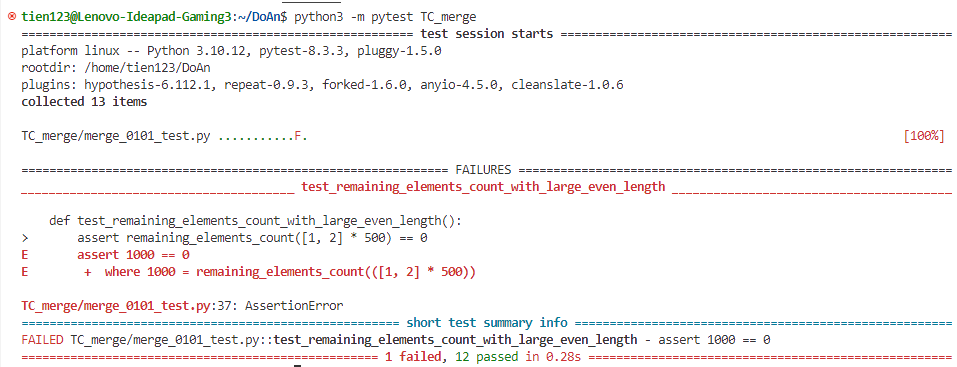 tien123@Lenovo-Ideapad-Gaming3:~/DoAn$ python3 -m pytest TC_merge
======================================================== test session starts ========================================================
platform linux -- Python 3.10.12, pytest-8.3.3, pluggy-1.5.0
rootdir: /home/tien123/DoAn
plugins: hypothesis-6.112.1, repeat-0.9.3, forked-1.6.0, anyio-4.5.0, cleanslate-1.0.6
collected 13 items
TC_merge/merge_0101_test.py ...........F. [100%]
============================================================= FAILURES ==============================================================
_______________________________________ test_remaining_elements_count_with_large_even_length ________________________________________
def test_remaining_elements_count_with_large_even_length():
> assert remaining_elements_count([1, 2] * 500) == 0
E assert 1000 == 0
E + where 1000 = remaining_elements_count(([1, 2] * 500))
TC_merge/merge_0101_test.py:37: AssertionError
====================================================== short test summary info ======================================================
FAILED TC_merge/merge_0101_test.py::test_remaining_elements_count_with_large_even_length - assert 1000 == 0
=================================================== 1 failed, 12 passed in 0.28s ====================================================